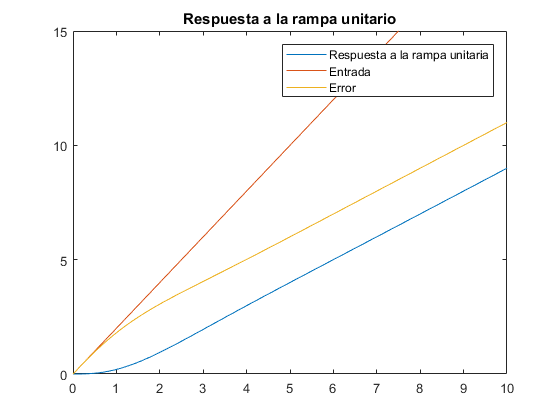 Respuesta a la rampa unitario
Respuesta a la rampa unitaria
Entrada
Error
15
10
5
0
0 1 2 3 4 5 6 7 8 9 10